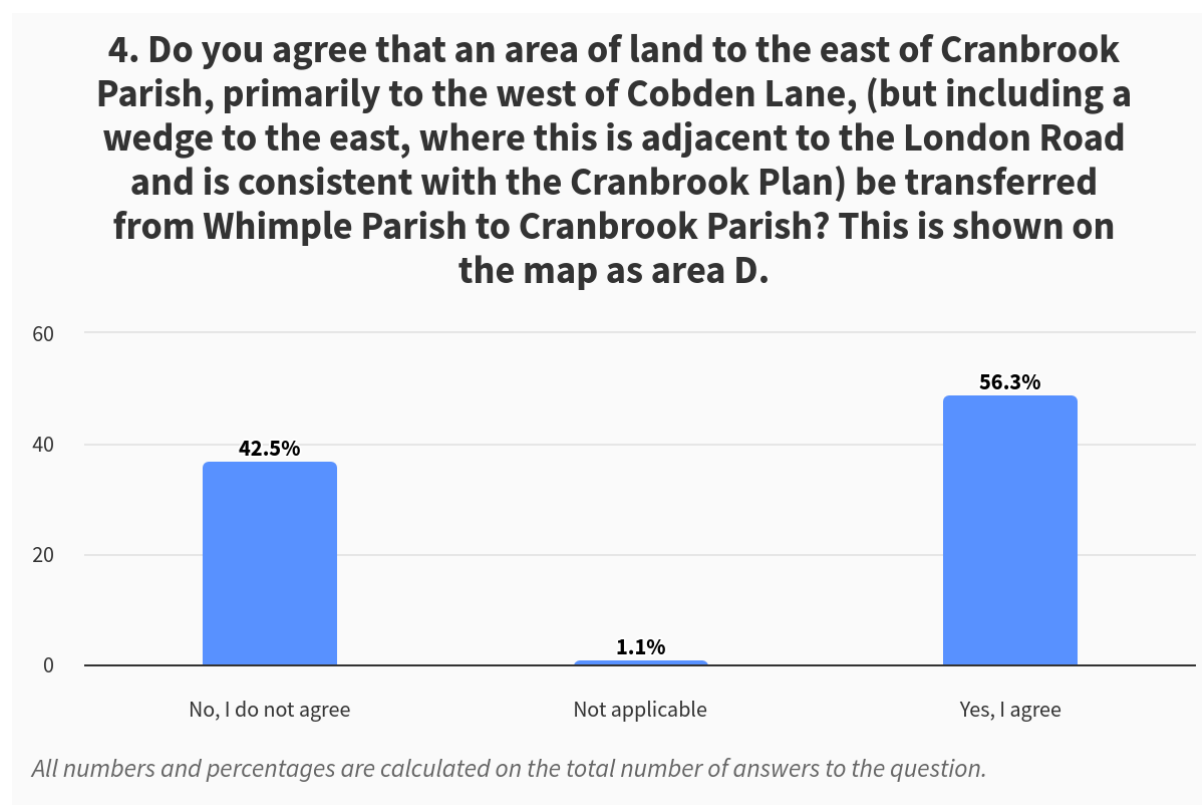 4. Do you agree that an area of land to the east of Cranbrook
Parish, primarily to the west of Cobden Lane, (but including a
wedge to the east, where this is adjacent to the London Road
and is consistent with the Cranbrook Plan) be transferred
from Whimple Parish to Cranbrook Parish? This is shown on
the map as area D.
60
40
20
0
42.5%
1.1%
56.3%
No, I do not agree
Not applicable
Yes, I agree
All numbers and percentages are calculated on the total number of answers to the question.